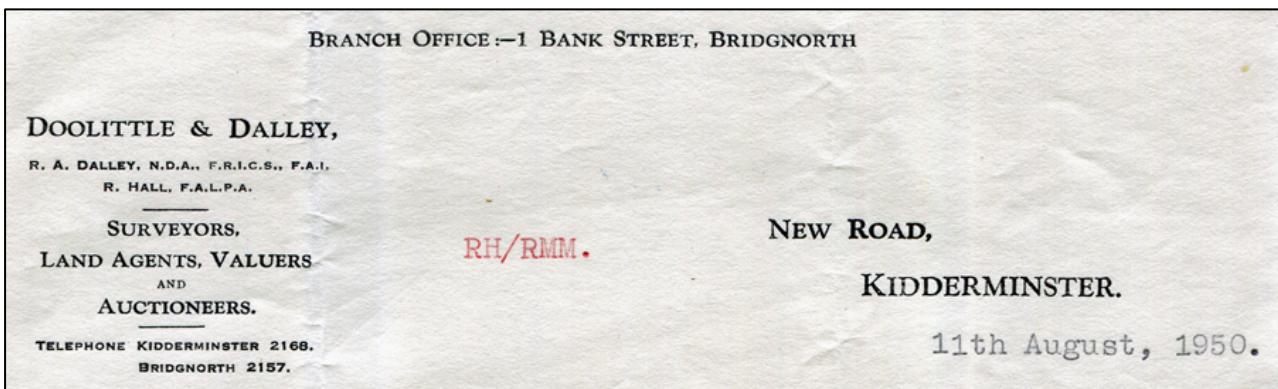 BRANCH OFFICE:—1 BANK STREET, BRIDGNORTH
DOOLITTLE & DALLEY,
R. A. DALLEY, N.D.A., F.R.I.C.S., F.A.I.
R. HALL, F.A.L.P.A.
SURVEYORS,
LAND AGENTS, VALUERS
AND
AUCTIONEERS.
TELEPHONE KIDDERMINSTER 2168.
BRIDGNORTH 2157.
RH/RMM.
NEW ROAD,
KIDDERMINSTER.
11th August, 1950.